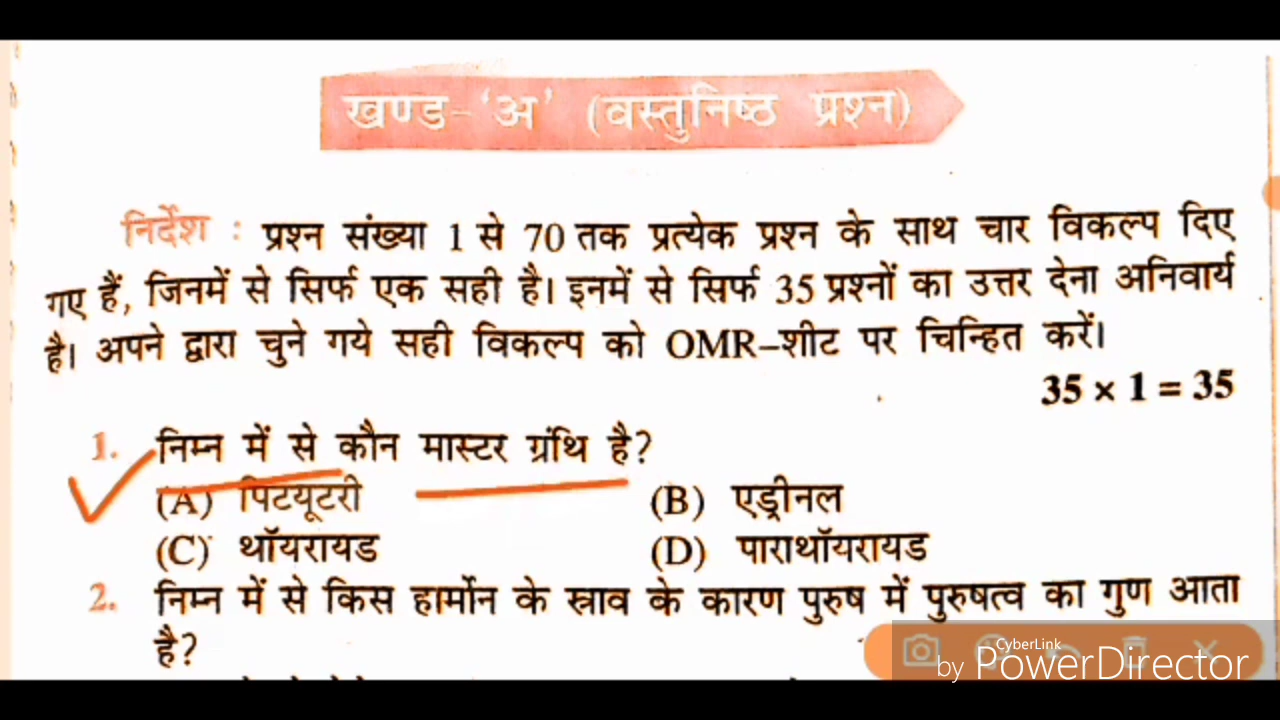 खण्ड-'अ' (वस्तुनिष्ठ प्रश्न)
निर्देश : प्रश्न संख्या 1 से 70 तक प्रत्येक प्रश्न के साथ चार विकल्प दिए
गए हैं, जिनमें से सिर्फ एक सही है। इनमें से सिर्फ 35 प्रश्नों का उत्तर देना अनिवार्य
है। अपने द्वारा चुने गये सही विकल्प को OMR-शीट पर चिन्हित करें।
35 × 1 = 35
1. निम्न में से कौन मास्टर ग्रंथि है?
(A) पिटयूटरी (B) एड्रीनल
(C) थॉयरायड (D) पाराथॉयरायड
2. निम्न में से किस हार्मोन के स्राव के कारण पुरुष में पुरुषत्व का गुण आता
है?
CyberLink
by PowerDirector